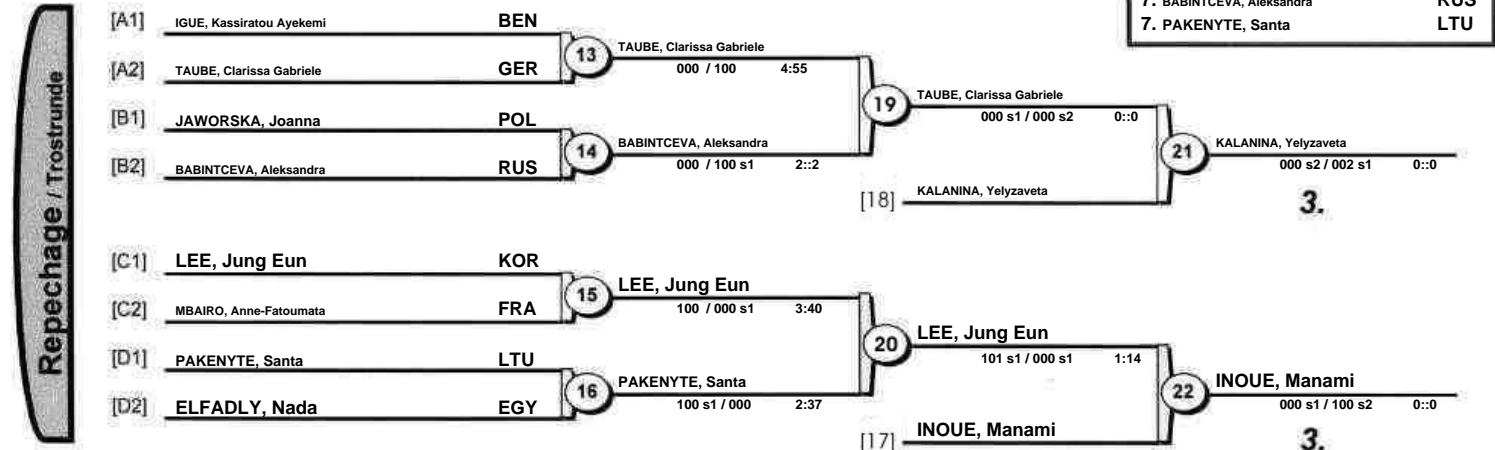 7. BABINTCEVA, Aleksandra RUS
7. PAKENYTE, Santa LTU
Repechage / Trostrunde
[A1] IGUE, Kassiratou Ayekemi BEN
13 TAUBE, Clarissa Gabriele
000 / 100 4:55
[A2] TAUBE, Clarissa Gabriele GER
19 TAUBE, Clarissa Gabriele
000 s1 / 000 s2 0::0
[B1] JAWORSKA, Joanna POL
14 BABINTCEVA, Aleksandra
000 / 100 s1 2::2
[B2] BABINTCEVA, Aleksandra RUS
21 KALANINA, Yelyzaveta
000 s2 / 002 s1 0::0
[18] KALANINA, Yelyzaveta
3.
[C1] LEE, Jung Eun KOR
15 LEE, Jung Eun
100 / 000 s1 3:40
[C2] MBAIRO, Anne-Fatoumata FRA
20 LEE, Jung Eun
101 s1 / 000 s1 1:14
[D1] PAKENYTE, Santa LTU
16 PAKENYTE, Santa
100 s1 / 000 2:37
[D2] ELFADLY, Nada EGY
22 INOUE, Manami
000 s1 / 100 s2 0::0
[17] INOUE, Manami
3.